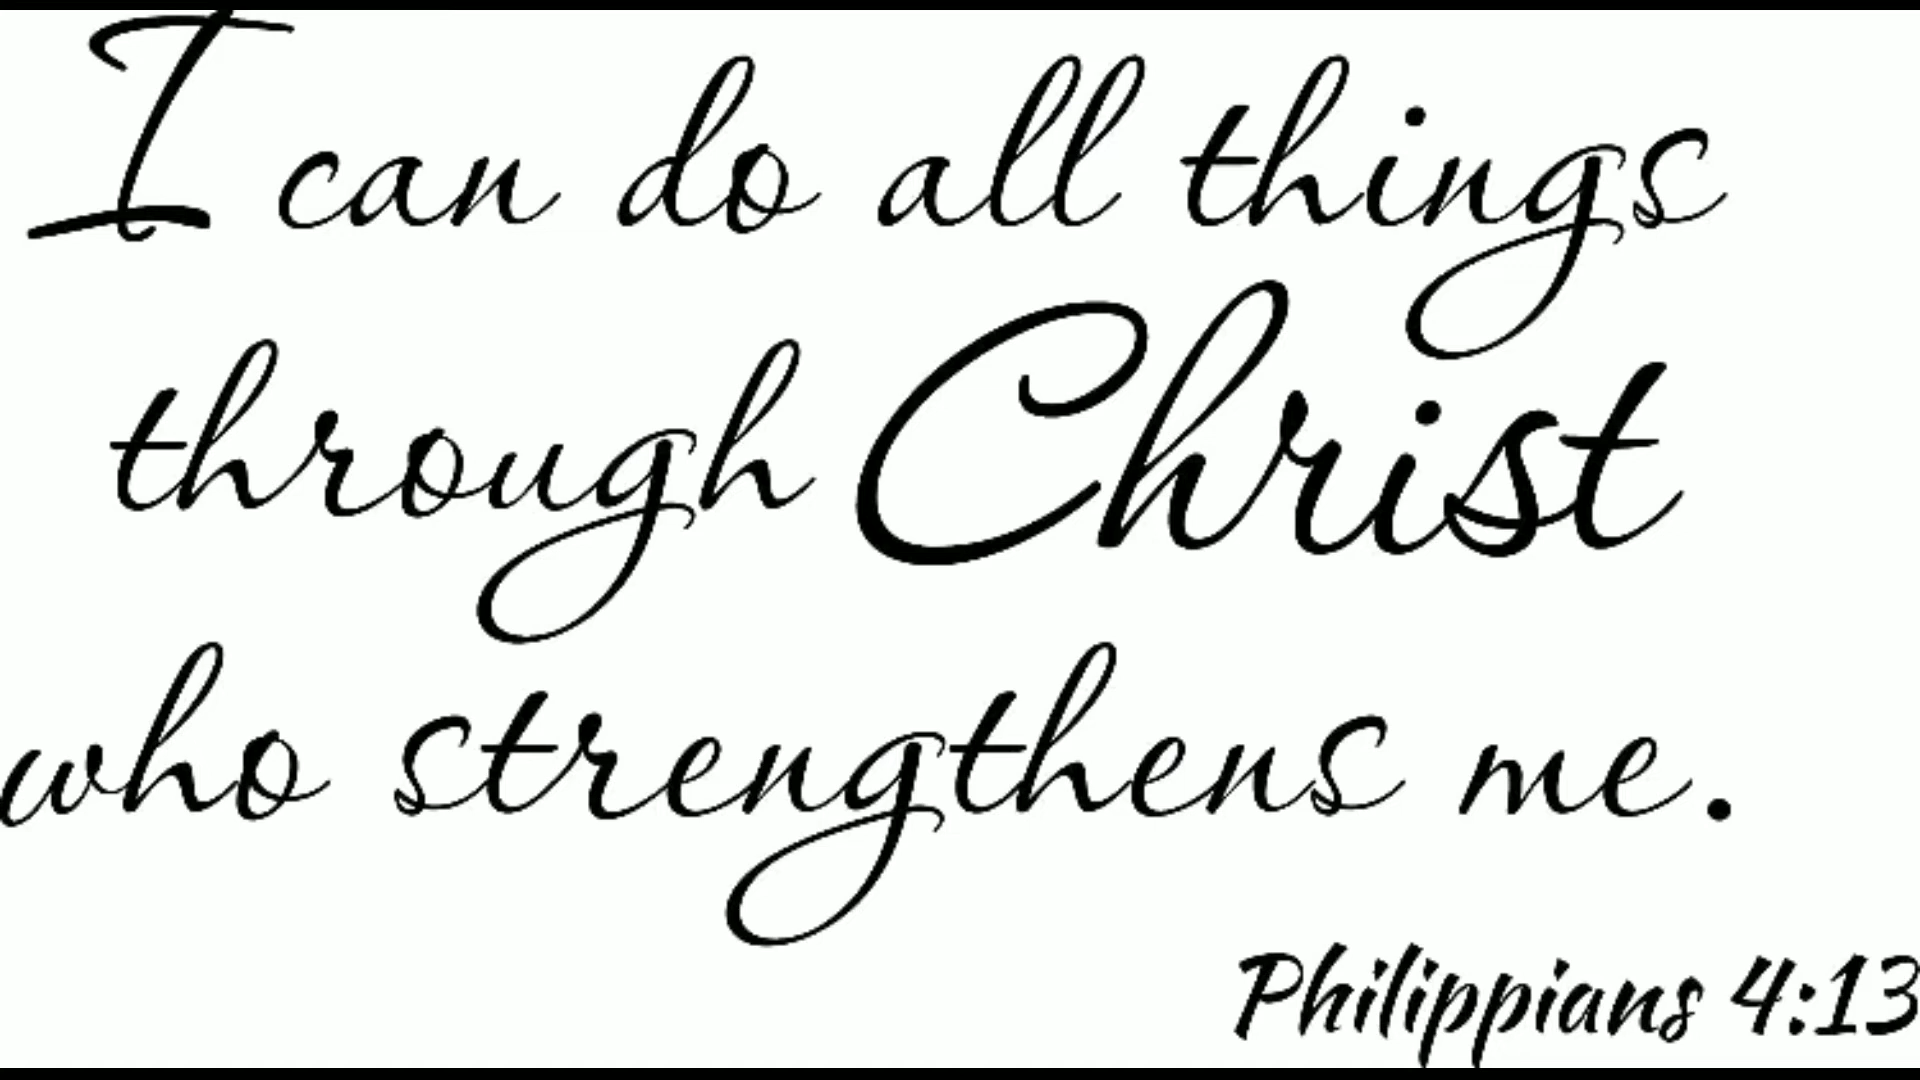 I can do all things
through Christ
who strengthens me.
Philippians 4:13